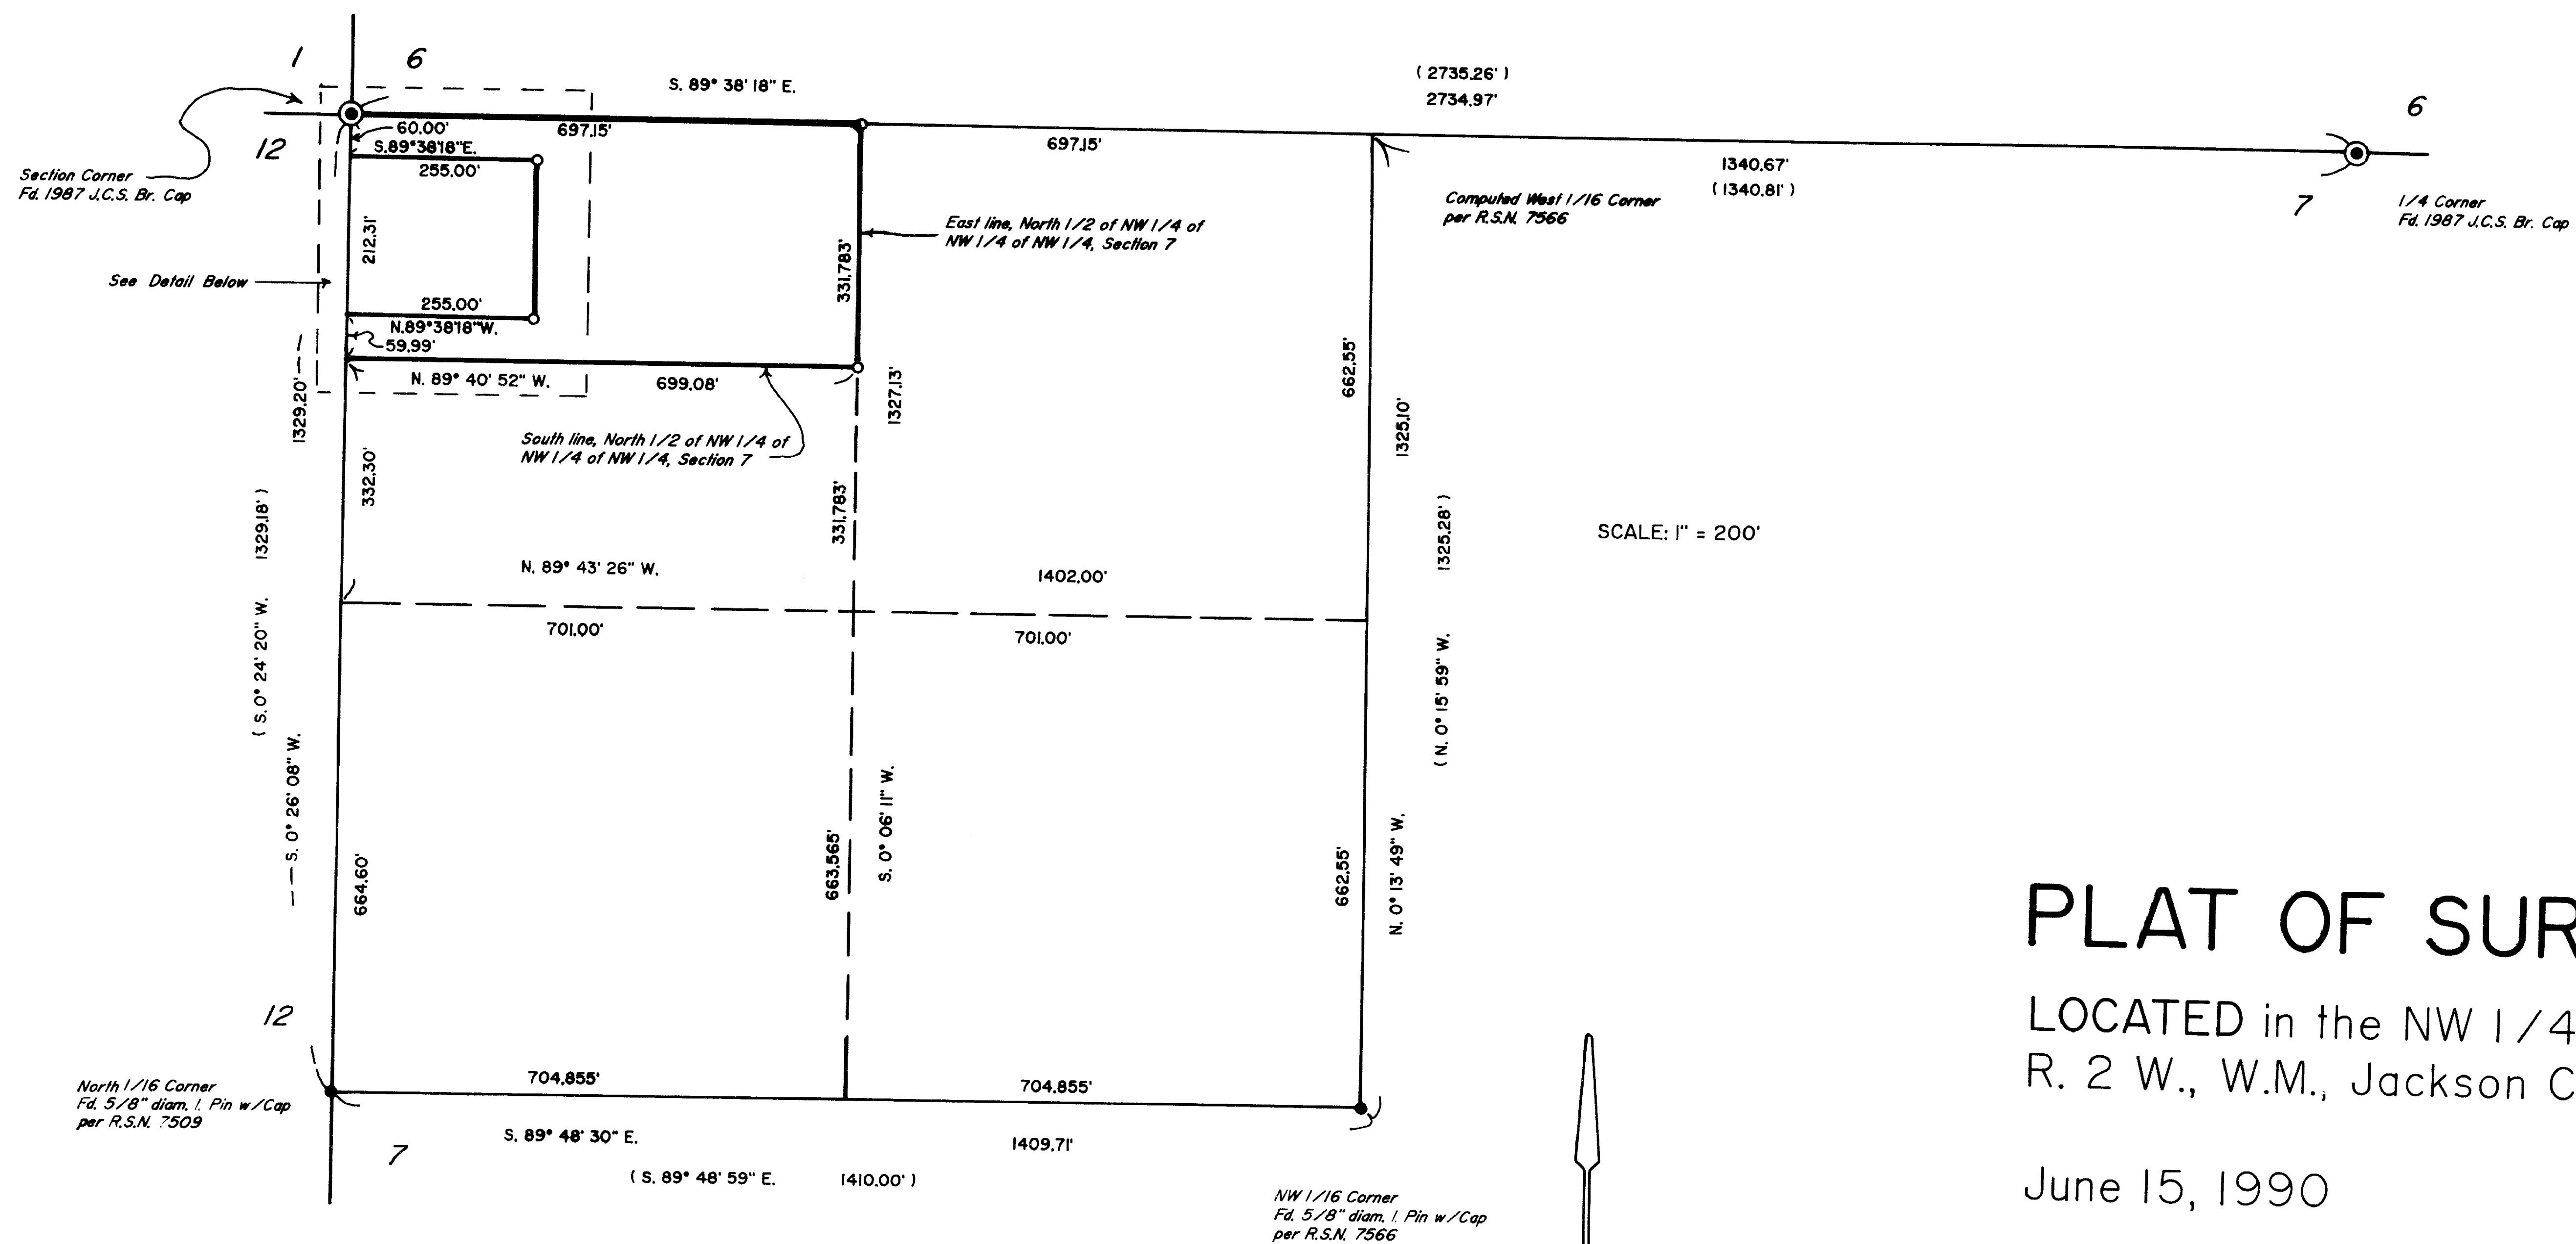 1
6
S. 89° 38' 18" E.
( 2735.26' )
2734.97'
6
12
60.00'
697.15'
S.89°38'18"E.
255.00'
697.15'
1340.67'
( 1340.81' )
7
Section Corner
Fd. 1987 J.C.S. Br. Cap
Computed West 1/16 Corner
per R.S.N. 7566
1/4 Corner
Fd. 1987 J.C.S. Br. Cap
212.31'
East line, North 1/2 of NW 1/4 of
NW 1/4 of NW 1/4, Section 7
331.783'
See Detail Below
255.00'
N.89°38'18"W.
59.99'
N. 89° 40' 52" W.
699.08'
1329.20'
1327.13'
662.55'
1325.10'
South line, North 1/2 of NW 1/4 of
NW 1/4 of NW 1/4, Section 7
332.30'
331.783'
( S. 0° 24' 20" W. 1329.18' )
( N. 0° 15' 59" W. 1325.28' )
SCALE: 1" = 200'
N. 89° 43' 26" W.
1402.00'
701.00'
701.00'
S. 0° 26' 08" W.
664.60'
663.565'
S. 0° 06' 11" W.
662.55'
N. 0° 13' 49" W.
PLAT OF SUR
LOCATED in the NW 1/4
R. 2 W., W.M., Jackson C
June 15, 1990
12
North 1/16 Corner
Fd. 5/8" diam. I. Pin w/Cap
per R.S.N. 7509
704.855'
704.855'
7
S. 89° 48' 30" E.
1409.71'
( S. 89° 48' 59" E. 1410.00' )
NW 1/16 Corner
Fd. 5/8" diam. I. Pin w/Cap
per R.S.N. 7566